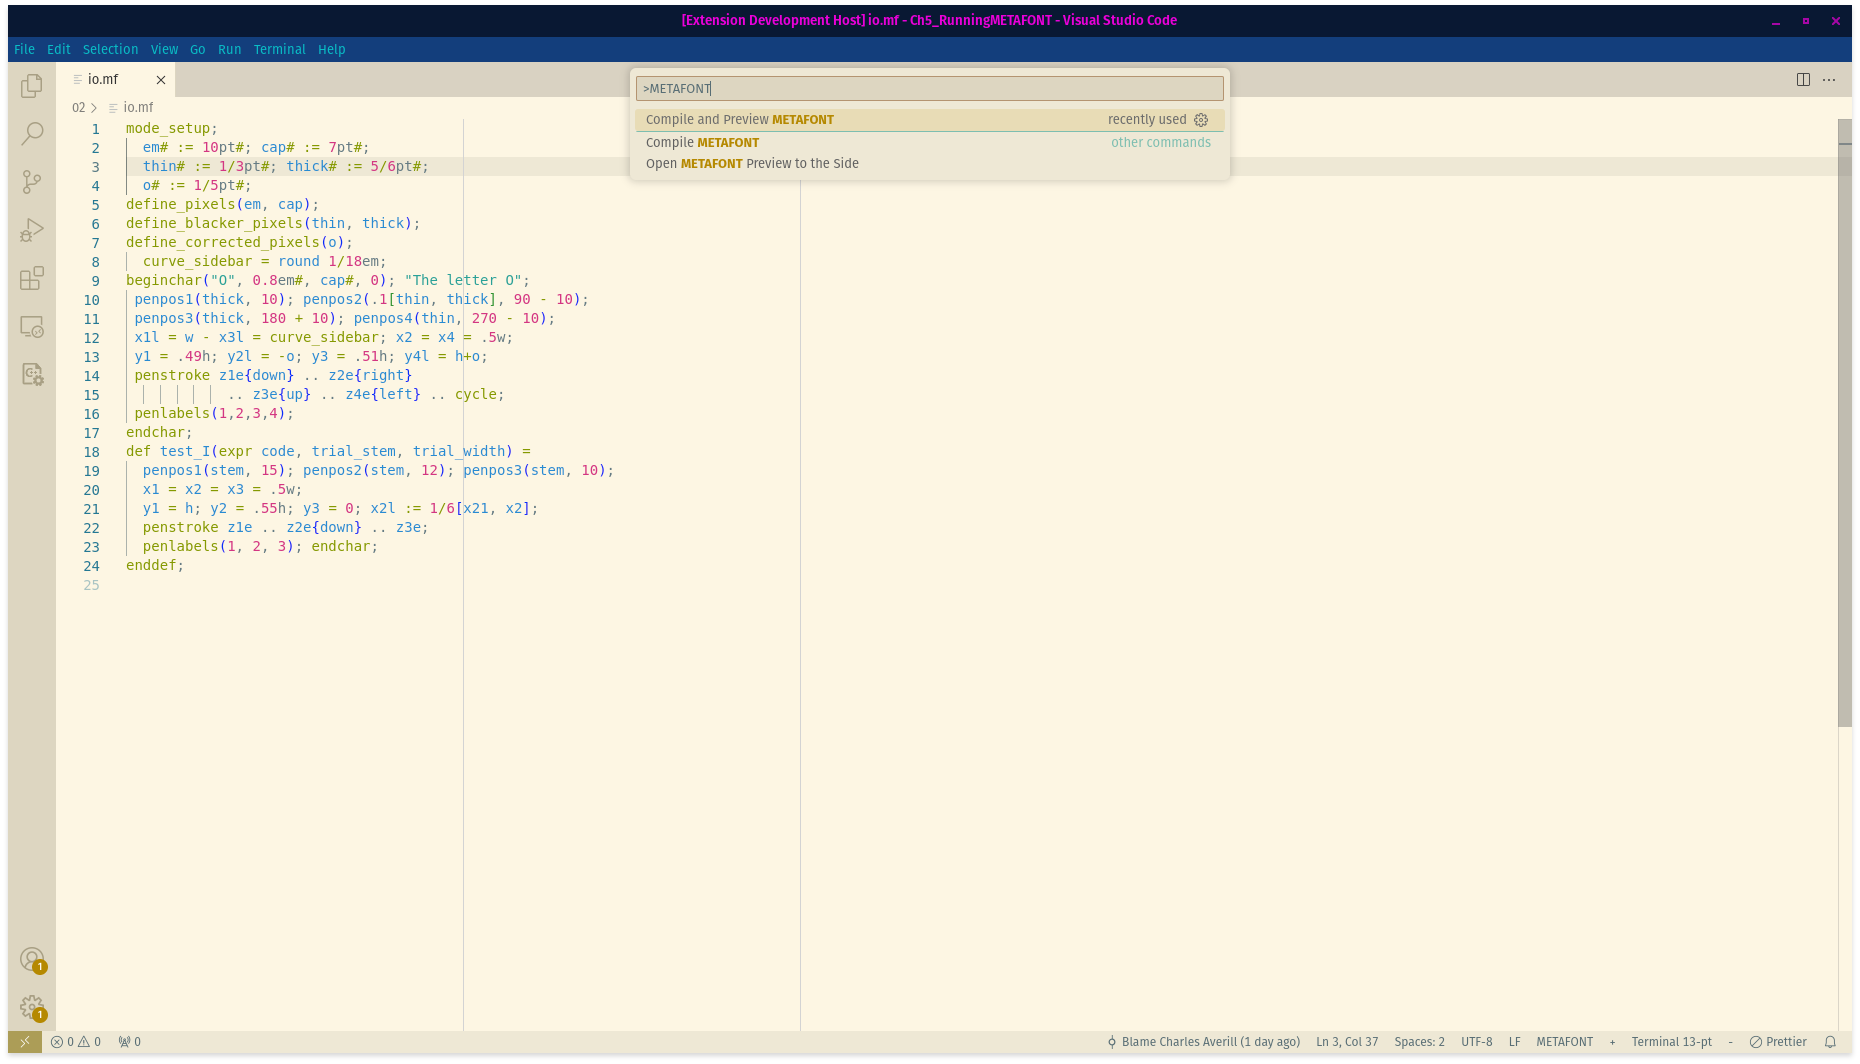 [Extension Development Host] io.mf - Ch5_RunningMETAFONT - Visual Studio Code
File Edit Selection View Go Run Terminal Help
io.mf
>METAFONT
Compile and Preview METAFONT recently used
Compile METAFONT other commands
Open METAFONT Preview to the Side
02 > io.mf
1 mode_setup;
2   em# := 10pt#; cap# := 7pt#;
3   thin# := 1/3pt#; thick# := 5/6pt#;
4   o# := 1/5pt#;
5 define_pixels(em, cap);
6 define_blacker_pixels(thin, thick);
7 define_corrected_pixels(o);
8   curve_sidebar = round 1/18em;
9 beginchar("O", 0.8em#, cap#, 0); "The letter O";
10  penpos1(thick, 10); penpos2(.1[thin, thick], 90 - 10);
11  penpos3(thick, 180 + 10); penpos4(thin, 270 - 10);
12  x1l = w - x3l = curve_sidebar; x2 = x4 = .5w;
13  y1 = .49h; y2l = -o; y3 = .51h; y4l = h+o;
14  penstroke z1e{down} .. z2e{right}
15             .. z3e{up} .. z4e{left} .. cycle;
16  penlabels(1,2,3,4);
17 endchar;
18 def test_I(expr code, trial_stem, trial_width) =
19   penpos1(stem, 15); penpos2(stem, 12); penpos3(stem, 10);
20   x1 = x2 = x3 = .5w;
21   y1 = h; y2 = .55h; y3 = 0; x2l := 1/6[x21, x2];
22   penstroke z1e .. z2e{down} .. z3e;
23   penlabels(1, 2, 3); endchar;
24 enddef;
25
1
1
0 0 0 Blame Charles Averill (1 day ago) Ln 3, Col 37 Spaces: 2 UTF-8 LF METAFONT + Terminal 13-pt - Prettier